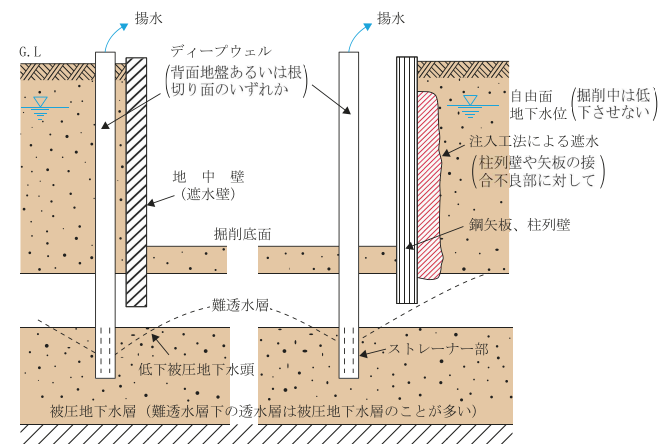 揚水
揚水
G.L
ディープウェル
(背面地盤あるいは根
切り面のいずれか)
自由面
地下水位
(掘削中は低
下させない)
注入工法による遮水
(柱列壁や矢板の接
合不良部に対して)
地中壁
(遮水壁)
掘削底面
鋼矢板、柱列壁
難透水層
低下被圧地下水頭
ストレーナー部
被圧地下水層(難透水層下の透水層は被圧地下水層のことが多い)